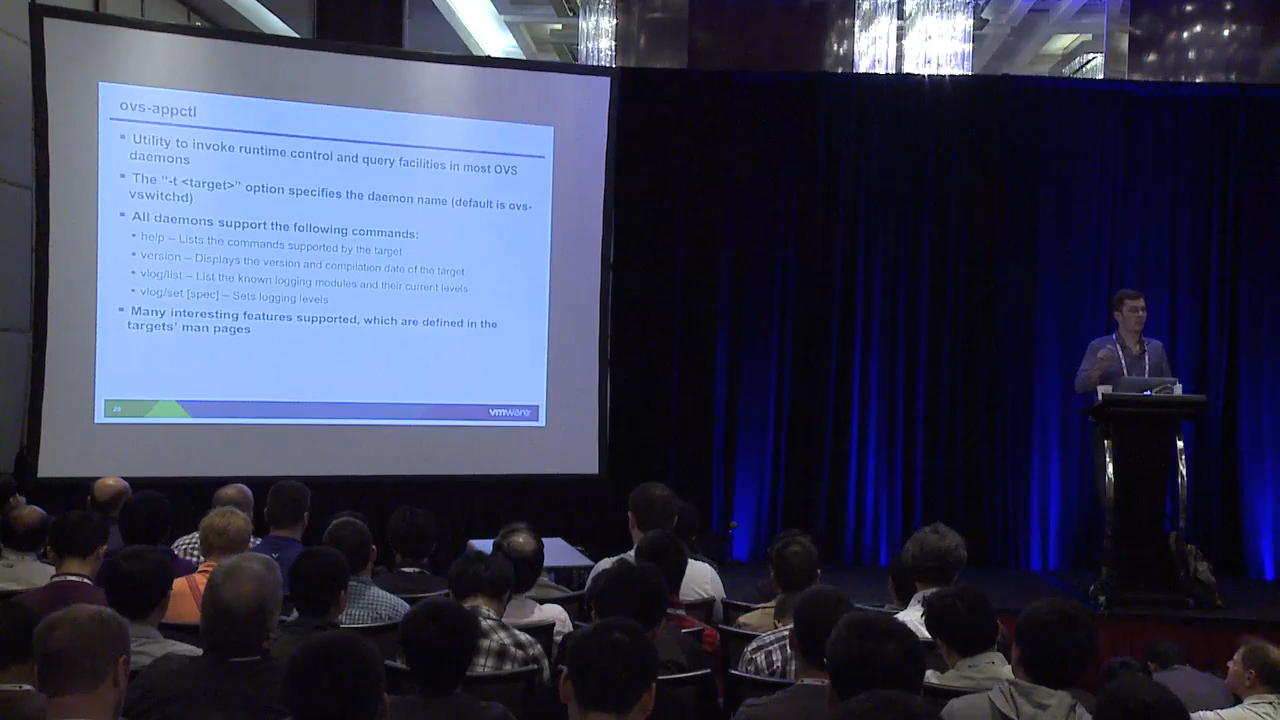 ovs-appctl
▪ Utility to invoke runtime control and query facilities in most OVS
daemons
▪ The "-t <target>" option specifies the daemon name (default is ovs-
vswitchd)
▪ All daemons support the following commands:
• help – Lists the commands supported by the target
• version – Displays the version and compilation date of the target
• vlog/list – List the known logging modules and their current levels
• vlog/set [spec] – Sets logging levels
▪ Many interesting features supported, which are defined in the
targets' man pages
vmware